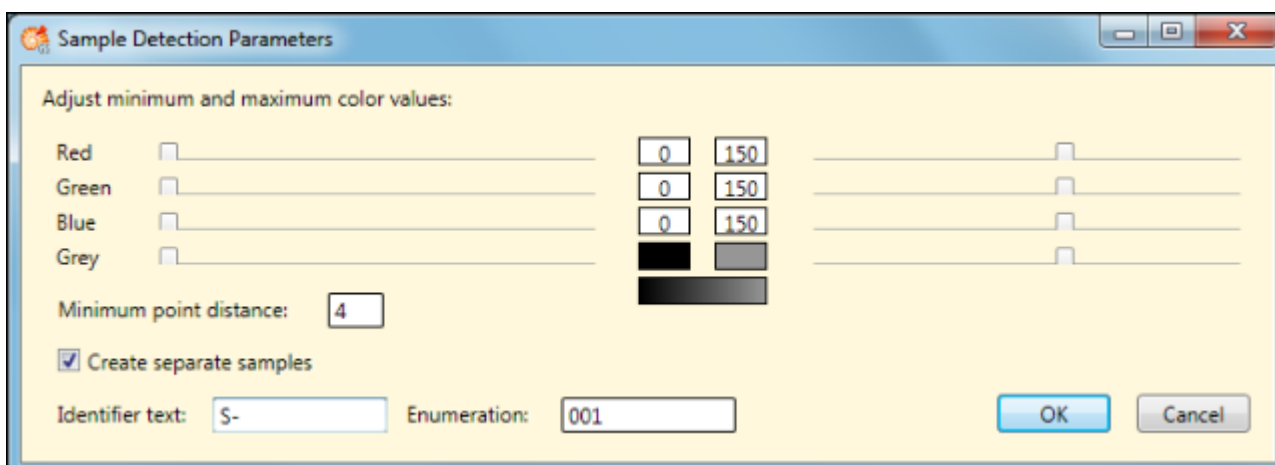 Sample Detection Parameters
Adjust minimum and maximum color values:
Red 0 150
Green 0 150
Blue 0 150
Grey
Minimum point distance: 4
Create separate samples
Identifier text: S- Enumeration: 001 OK Cancel